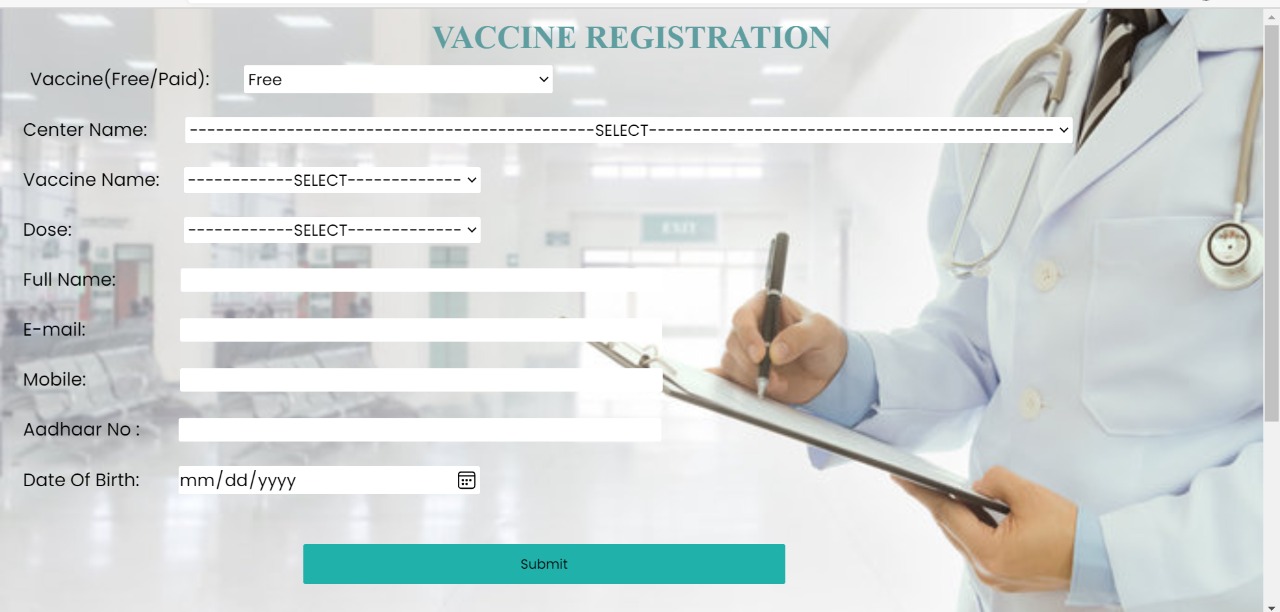 VACCINE REGISTRATION
Vaccine(Free/Paid): Free
Center Name: ----------------------------------------------SELECT----------------------------------------------
Vaccine Name: ------------SELECT-------------
Dose: ------------SELECT-------------
EXIT
Full Name:
E-mail:
Mobile:
Aadhaar No :
Date Of Birth: mm/dd/yyyy
Submit